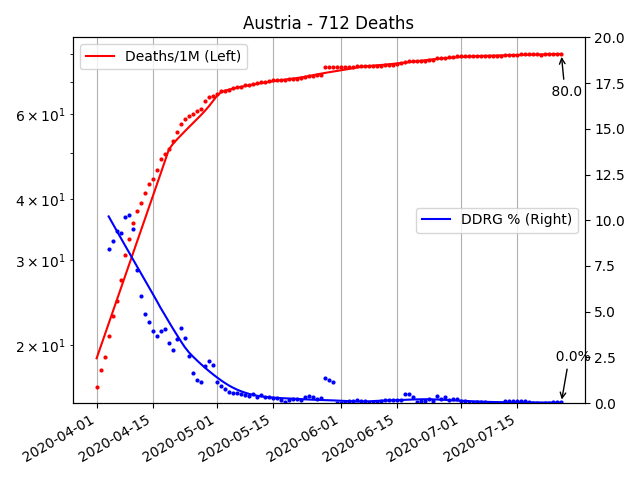 Austria - 712 Deaths
Deaths/1M (Left)
DDRG % (Right)
80.0
0.0%
6 × 10¹
4 × 10¹
3 × 10¹
2 × 10¹
20.0
17.5
15.0
12.5
10.0
7.5
5.0
2.5
0.0
2020-04-01
2020-04-15
2020-05-01
2020-05-15
2020-06-01
2020-06-15
2020-07-01
2020-07-15